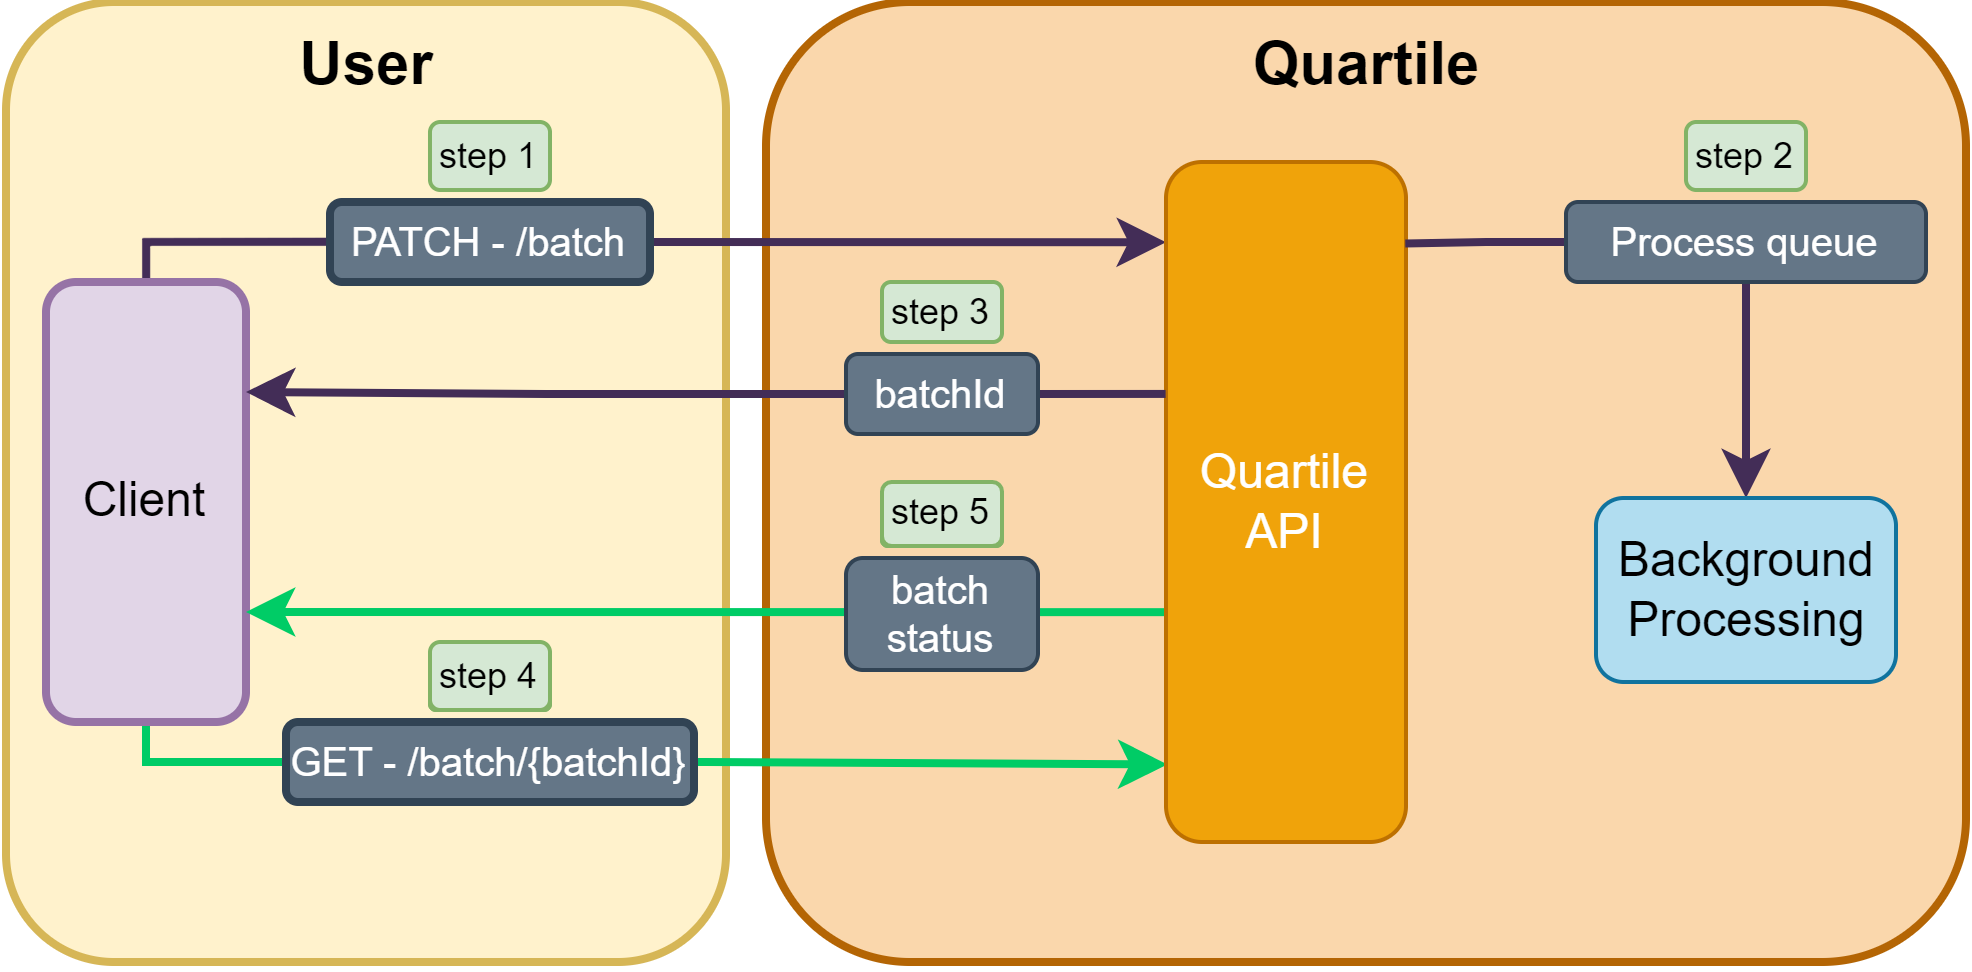 User
Quartile
step 1
PATCH - /batch
step 2
Process queue
step 3
batchId
Client
Quartile
API
step 5
batch
status
Background
Processing
step 4
GET - /batch/{batchId}